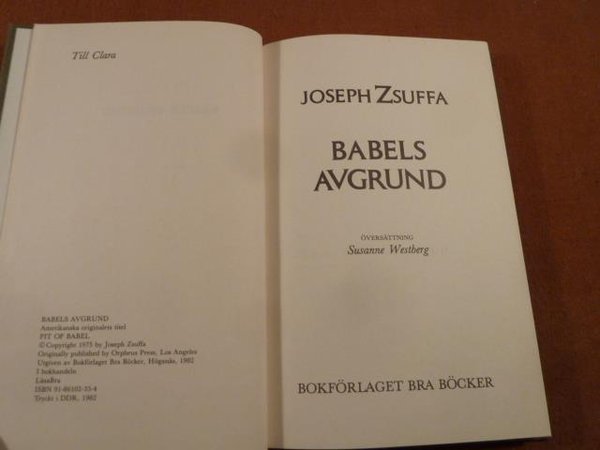 Till Clara
BABELS AVGRUND
Amerikanska originalets titel
PIT OF BABEL
© Copyright 1975 by Joseph Zsuffa
Originally published by Orpheus Press, Los Angeles
Utgiven av Bokförlaget Bra Böcker, Höganäs, 1982
I bokhandeln
LäsaBra
ISBN 91-86102-33-4
Tryckt i DDR, 1982
JOSEPH ZSUFFA
BABELS
AVGRUND
ÖVERSÄTTNING
Susanne Westberg
BOKFÖRLAGET BRA BÖCKER